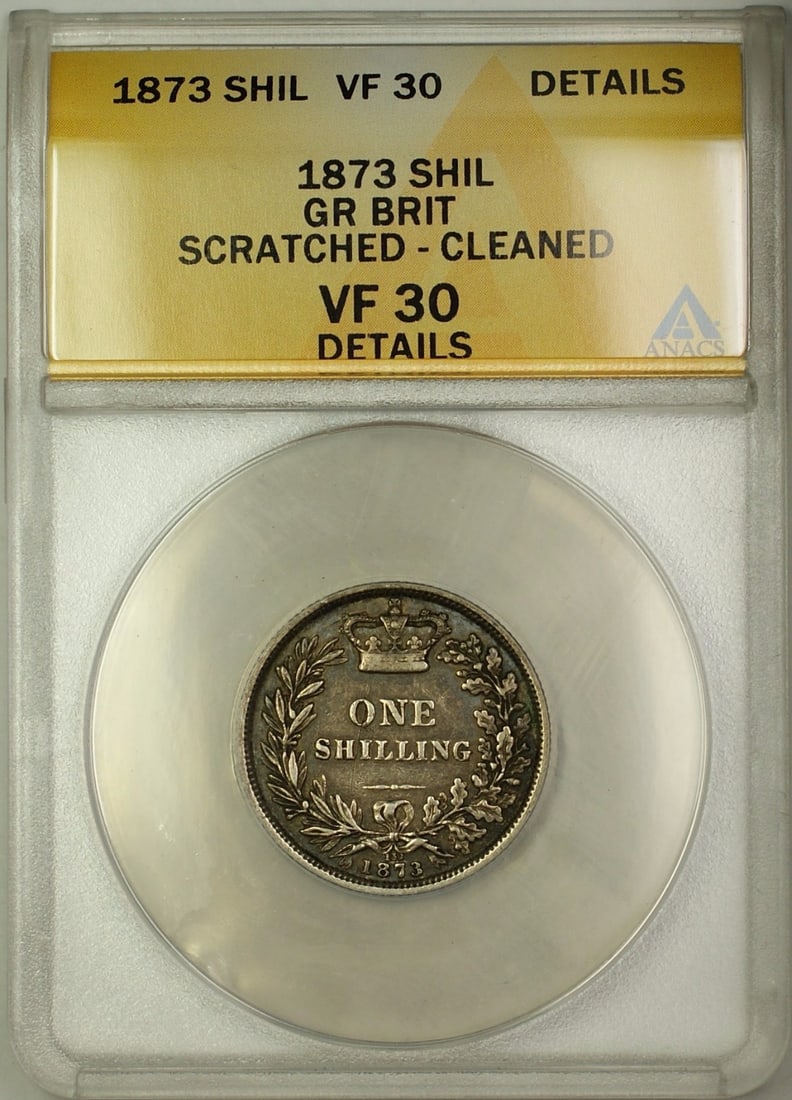 1873 SHIL VF 30 DETAILS
1873 SHIL
GR BRIT
SCRATCHED - CLEANED
VF 30
DETAILS
ANACS
ONE
SHILLING
1873